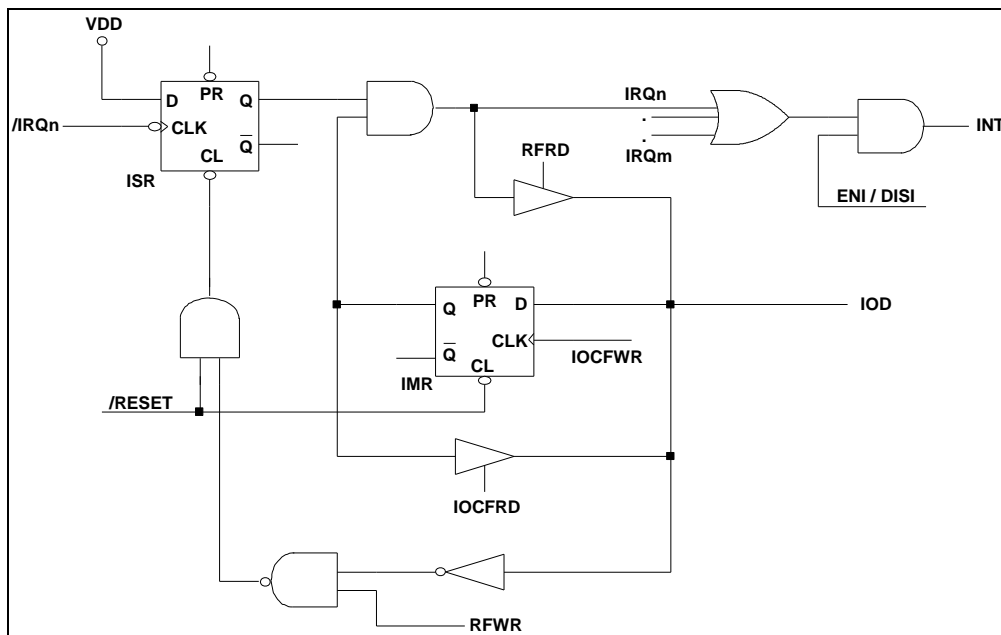 VDD
PR
D
Q
/IRQn
CLK
Q
CL
ISR
IRQn
.
.
IRQm
INT
ENI / DISI
RFRD
Q
PR
D
IOD
CLK
Q
CL
IOCFWR
IMR
/RESET
IOCFRD
RFWR